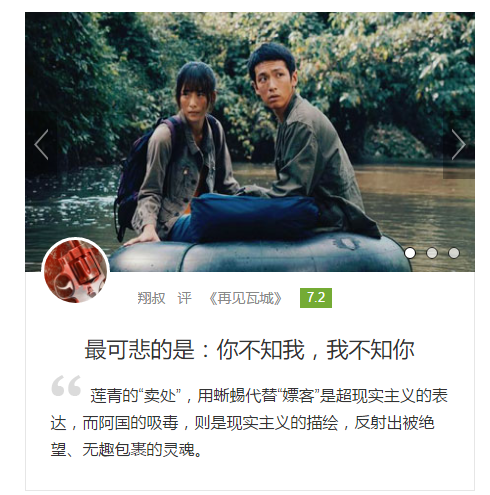 翔叔 评 《再见瓦城》 7.2
最可悲的是：你不知我，我不知你
莲青的“卖处”，用蜥蜴代替“嫖客”是超现实主义的表
达，而阿国的吸毒，则是现实主义的描绘，反射出被绝
望、无趣包裹的灵魂。